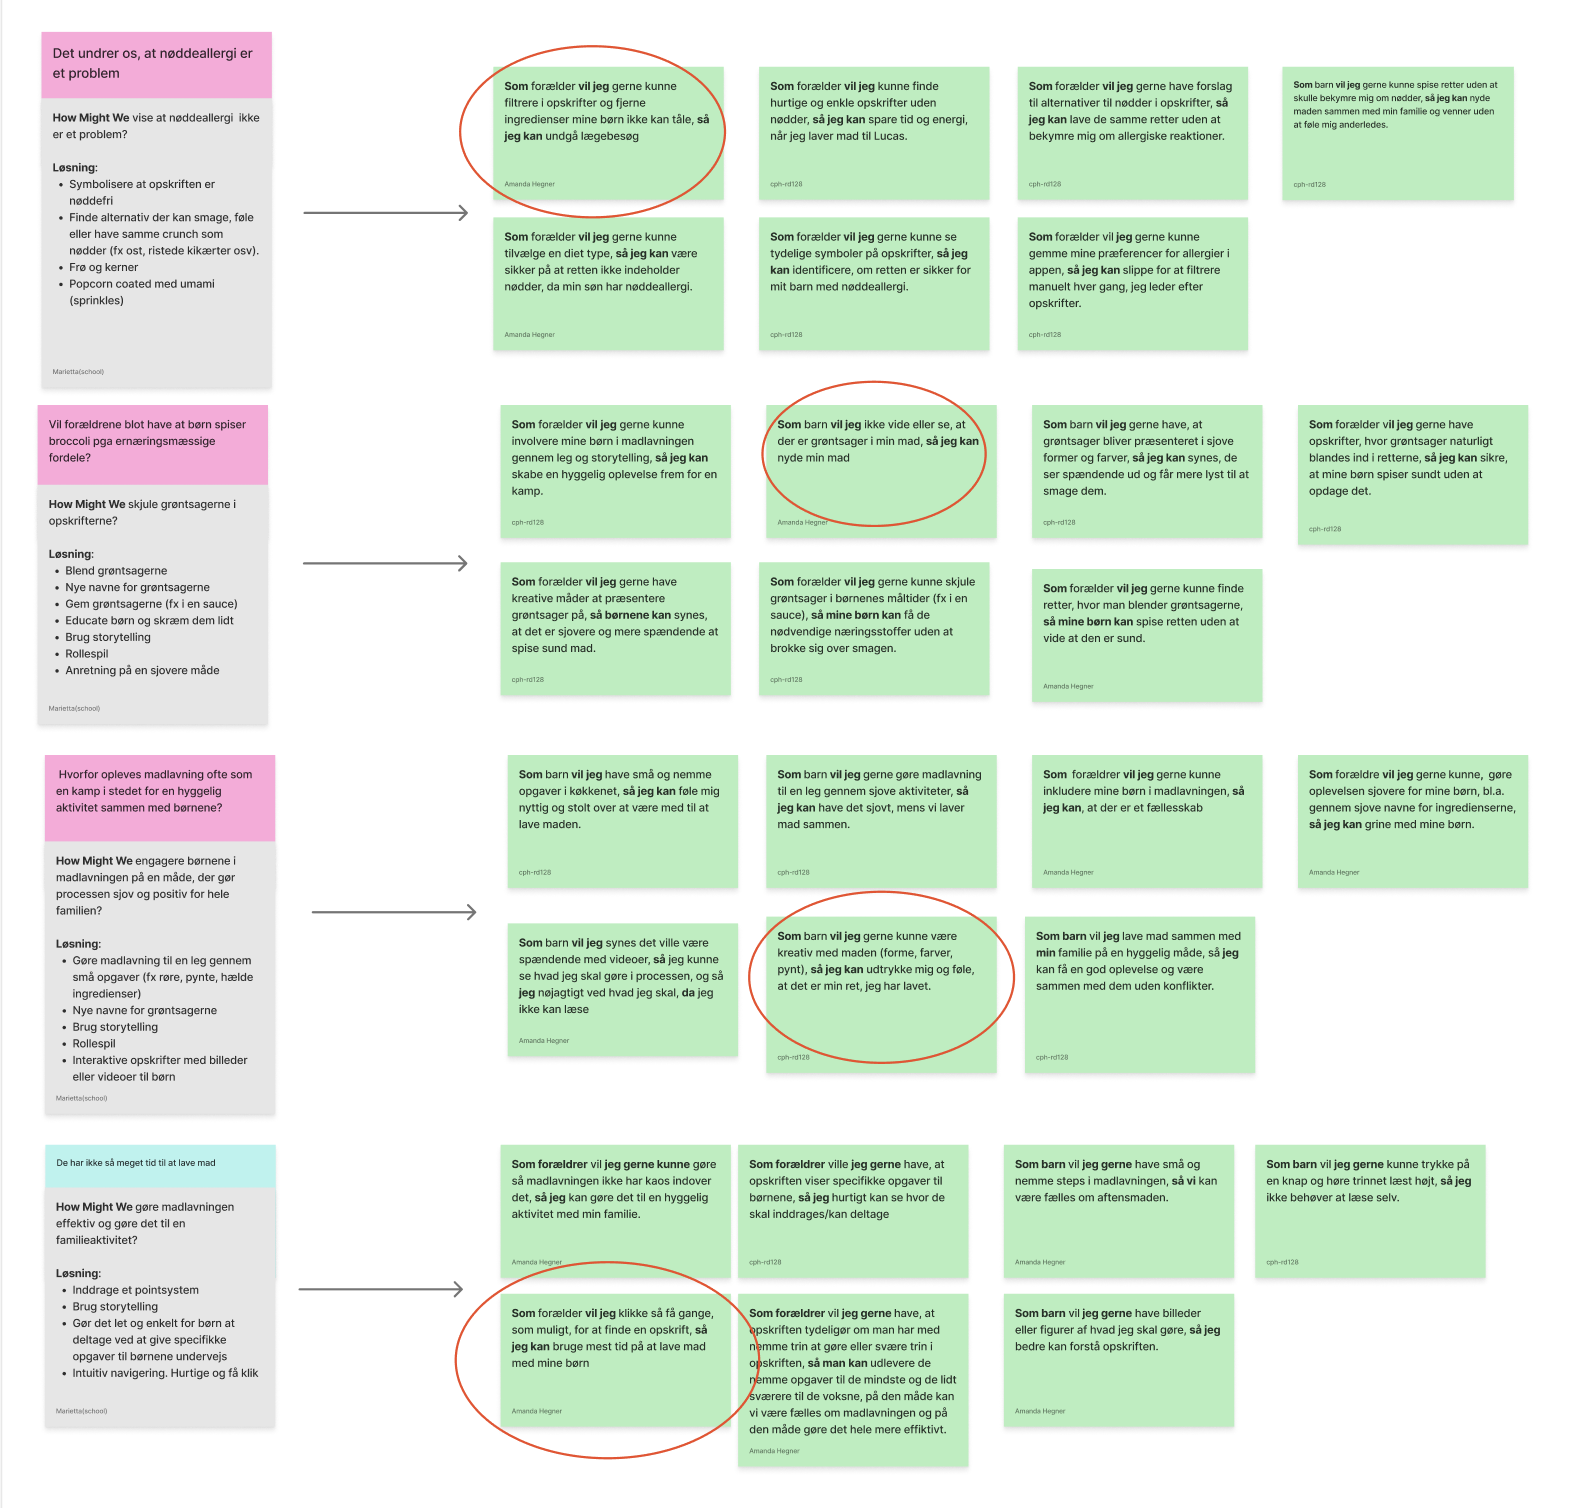 Det undrer os, at nøddeallergi er
et problem
How Might We vise at nøddeallergi ikke
er et problem?
Løsning:
• Symbolisere at opskriften er
nøddefri
• Finde alternativ der kan smage, føle
eller have samme crunch som
nødder (fx ost, ristede kikærter osv).
• Frø og kerner
• Popcorn coated med umami
(sprinkles)
Marietta(school)
Som forælder vil jeg gerne kunne
filtrere i opskrifter og fjerne
ingredienser mine børn ikke kan tåle, så
jeg kan undgå lægebesøg
Amanda Hegner
Som forælder vil jeg kunne finde
hurtige og enkle opskrifter uden
nødder, så jeg kan spare tid og energi,
når jeg laver mad til Lucas.
cph-rd128
Som forælder vil jeg gerne have forslag
til alternativer til nødder i opskrifter, så
jeg kan lave de samme retter uden at
bekymre mig om allergiske reaktioner.
cph-rd128
Som barn vil jeg gerne kunne spise retter uden at
skulle bekymre mig om nødder, så jeg kan nyde
maden sammen med min familie og venner uden
at føle mig anderledes.
cph-rd128
Som forælder vil jeg gerne kunne
tilvælge en diet type, så jeg kan være
sikker på at retten ikke indeholder
nødder, da min søn har nøddeallergi.
Amanda Hegner
Som forælder vil jeg gerne kunne se
tydelige symboler på opskrifter, så jeg
kan identificere, om retten er sikker for
mit barn med nøddeallergi.
cph-rd128
Som forælder vil jeg gerne kunne
gemme mine præferencer for allergier i
appen, så jeg kan slippe for at filtrere
manuelt hver gang, jeg leder efter
opskrifter.
cph-rd128
Vil forældrene blot have at børn spiser
broccoli pga ernæringsmæssige
fordele?
How Might We skjule grøntsagerne i
opskrifterne?
Løsning:
• Blend grøntsagerne
• Nye navne for grøntsagerne
• Gem grøntsagerne (fx i en sauce)
• Educate børn og skræm dem lidt
• Brug storytelling
• Rollespil
• Anretning på en sjovere måde
Marietta(school)
Som forælder vil jeg gerne kunne
involvere mine børn i madlavningen
gennem leg og storytelling, så jeg kan
skabe en hyggelig oplevelse frem for en
kamp.
cph-rd128
Som barn vil jeg ikke vide eller se, at
der er grøntsager i min mad, så jeg kan
nyde min mad
Amanda Hegner
Som barn vil jeg gerne have, at
grøntsager bliver præsenteret i sjove
former og farver, så jeg kan synes, de
ser spændende ud og får mere lyst til at
smage dem.
cph-rd128
Som forælder vil jeg gerne have
opskrifter, hvor grøntsager naturligt
blandes ind i retterne, så jeg kan sikre,
at mine børn spiser sundt uden at
opdage det.
cph-rd128
Som forælder vil jeg gerne have
kreative måder at præsentere
grøntsager på, så børnene kan synes,
at det er sjovere og mere spændende at
spise sund mad.
cph-rd128
Som forælder vil jeg gerne kunne skjule
grøntsager i børnenes måltider (fx i en
sauce), så mine børn kan få de
nødvendige næringsstoffer uden at
brokke sig over smagen.
cph-rd128
Som forælder vil jeg gerne kunne finde
retter, hvor man blender grøntsagerne,
så mine børn kan spise retten uden at
vide at den er sund.
Amanda Hegner
Hvorfor opleves madlavning ofte som
en kamp i stedet for en hyggelig
aktivitet sammen med børnene?
How Might We engagere børnene i
madlavningen på en måde, der gør
processen sjov og positiv for hele
familien?
Løsning:
• Gøre madlavning til en leg gennem
små opgaver (fx røre, pynte, hælde
ingredienser)
• Nye navne for grøntsagerne
• Brug storytelling
• Rollespil
• Interaktive opskrifter med billeder
eller videoer til børn
Marietta(school)
Som barn vil jeg have små og nemme
opgaver i køkkenet, så jeg kan føle mig
nyttig og stolt over at være med til at
lave maden.
cph-rd128
Som barn vil jeg gerne gøre madlavning
til en leg gennem sjove aktiviteter, så
jeg kan have det sjovt, mens vi laver
mad sammen.
cph-rd128
Som forældrer vil jeg gerne kunne
inkludere mine børn i madlavningen, så
jeg kan, at der er et fællesskab
Amanda Hegner
Som forældre vil jeg gerne kunne, gøre
oplevelsen sjovere for mine børn, bl.a.
gennem sjove navne for ingredienserne,
så jeg kan grine med mine børn.
Amanda Hegner
Som barn vil jeg synes det ville være
spændende med videoer, så jeg kunne
se hvad jeg skal gøre i processen, og så
jeg nøjagtigt ved hvad jeg skal, da jeg
ikke kan læse
Amanda Hegner
Som barn vil jeg gerne kunne være
kreativ med maden (forme, farver,
pynt), så jeg kan udtrykke mig og føle,
at det er min ret, jeg har lavet.
cph-rd128
Som barn vil jeg lave mad sammen med
min familie på en hyggelig måde, så jeg
kan få en god oplevelse og være
sammen med dem uden konflikter.
cph-rd128
De har ikke så meget tid til at lave mad
How Might We gøre madlavningen
effektiv og gøre det til en
familieaktivitet?
Løsning:
• Inddrage et pointsystem
• Brug storytelling
• Gør det let og enkelt for børn at
deltage ved at give specifikke
opgaver til børnene undervejs
• Intuitiv navigering. Hurtige og få klik
Marietta(school)
Som forældrer vil jeg gerne kunne gøre
så madlavningen ikke har kaos indover
det, så jeg kan gøre det til en hyggelig
aktivitet med min familie.
Amanda Hegner
Som forældrer ville jeg gerne have, at
opskriften viser specifikke opgaver til
børnene, så jeg hurtigt kan se hvor de
skal inddrages/kan deltage
cph-rd128
Som barn vil jeg gerne have små og
nemme steps i madlavningen, så vi kan
være fælles om aftensmaden.
Amanda Hegner
Som barn vil jeg gerne kunne trykke på
en knap og høre trinnet læst højt, så jeg
ikke behøver at læse selv.
cph-rd128
Som forælder vil jeg klikke så få gange,
som muligt, for at finde en opskrift, så
jeg kan bruge mest tid på at lave mad
med mine børn
Amanda Hegner
Som forældrer vil jeg gerne have, at
opskriften tydeligør om man har med
nemme trin at gøre eller svære trin i
opskriften, så man kan udlevere de
nemme opgaver til de mindste og de lidt
sværere til de voksne, på den måde kan
vi være fælles om madlavningen og på
den måde gøre det hele mere effiktivt.
Amanda Hegner
Som barn vil jeg gerne have billeder
eller figurer af hvad jeg skal gøre, så jeg
bedre kan forstå opskriften.
Amanda Hegner